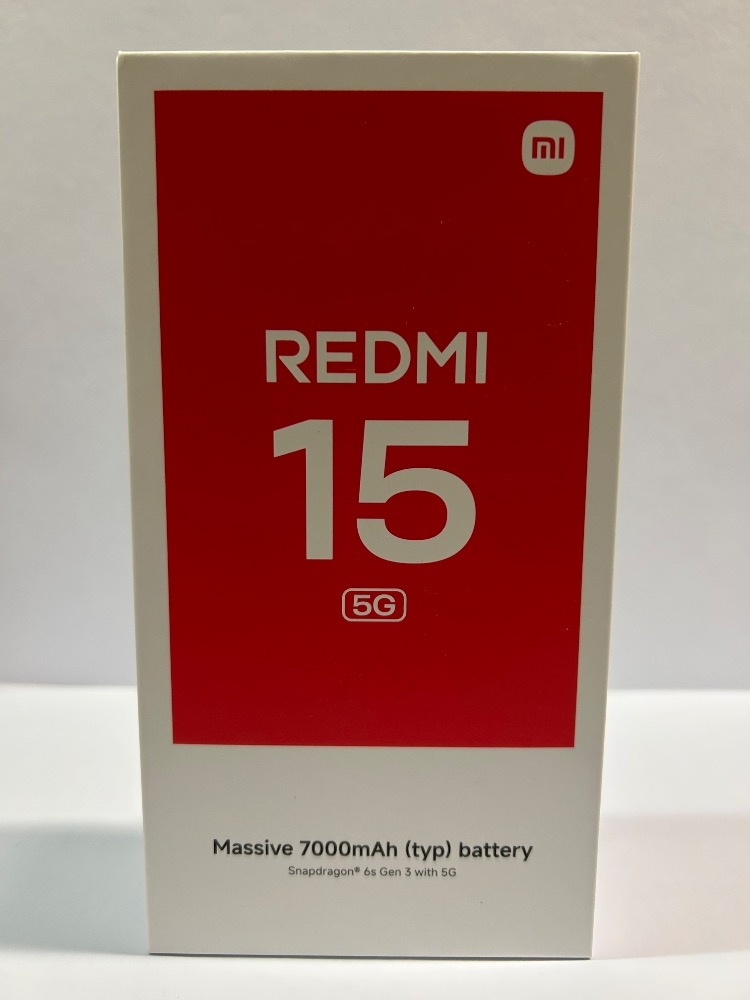 mi
REDMI
15
5G
Massive 7000mAh (typ) battery
Snapdragon® 6s Gen 3 with 5G